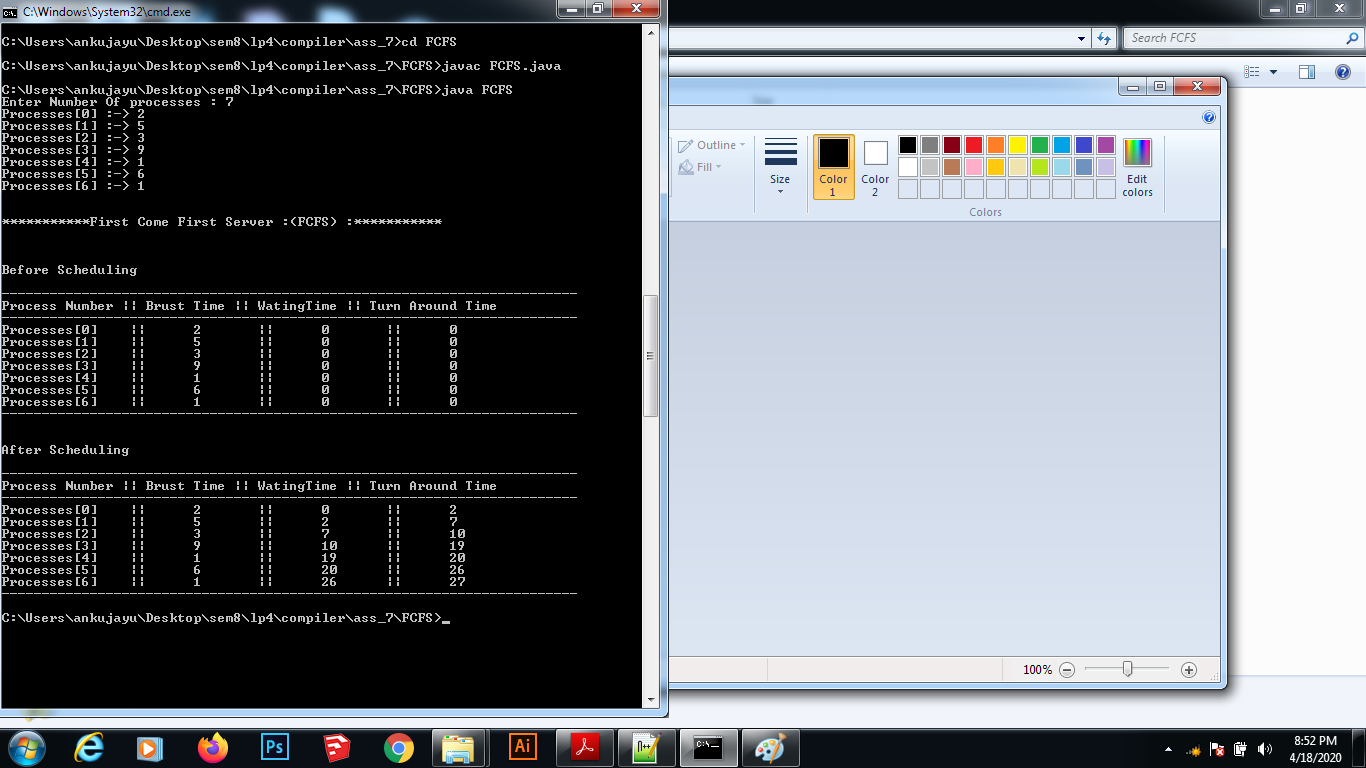 C:\Windows\System32\cmd.exe
C:\Users\ankujayu\Desktop\sem8\lp4\compiler\ass_7>cd FCFS
C:\Users\ankujayu\Desktop\sem8\lp4\compiler\ass_7\FCFS>javac FCFS.java
C:\Users\ankujayu\Desktop\sem8\lp4\compiler\ass_7\FCFS>java FCFS
Enter Number Of processes : 7
Processes[0] :-> 2
Processes[1] :-> 5
Processes[2] :-> 3
Processes[3] :-> 9
Processes[4] :-> 1
Processes[5] :-> 6
Processes[6] :-> 1
***********First Come First Server :(FCFS) :***********
Before Scheduling
------------------------------------------------------------------------
Process Number || Brust Time || WatingTime || Turn Around Time
------------------------------------------------------------------------
Processes[0] || 2 || 0 || 0
Processes[1] || 5 || 0 || 0
Processes[2] || 3 || 0 || 0
Processes[3] || 9 || 0 || 0
Processes[4] || 1 || 0 || 0
Processes[5] || 6 || 0 || 0
Processes[6] || 1 || 0 || 0
------------------------------------------------------------------------
After Scheduling
------------------------------------------------------------------------
Process Number || Brust Time || WatingTime || Turn Around Time
------------------------------------------------------------------------
Processes[0] || 2 || 0 || 2
Processes[1] || 5 || 2 || 7
Processes[2] || 3 || 7 || 10
Processes[3] || 9 || 10 || 19
Processes[4] || 1 || 19 || 20
Processes[5] || 6 || 20 || 26
Processes[6] || 1 || 26 || 27
------------------------------------------------------------------------
C:\Users\ankujayu\Desktop\sem8\lp4\compiler\ass_7\FCFS>_
Search FCFS
Outline
Fill
Size
Color 1
Color 2
Edit colors
Colors
100%
Ps
Ai
8:52 PM
4/18/2020